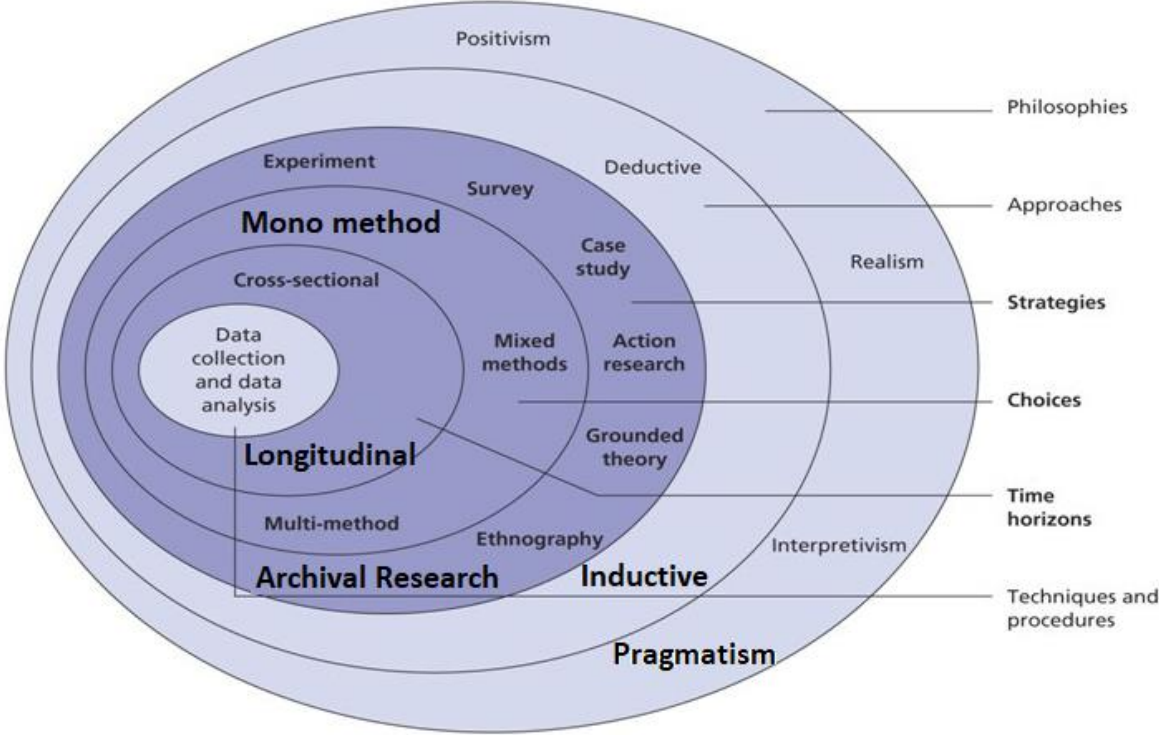 Positivism
Philosophies
Experiment
Deductive
Survey
Approaches
Mono method
Case
study
Realism
Cross-sectional
Strategies
Data
collection
and data
analysis
Mixed
methods
Action
research
Choices
Grounded
theory
Longitudinal
Time
horizons
Multi-method
Ethnography
Interpretivism
Archival Research
Inductive
Techniques and
procedures
Pragmatism